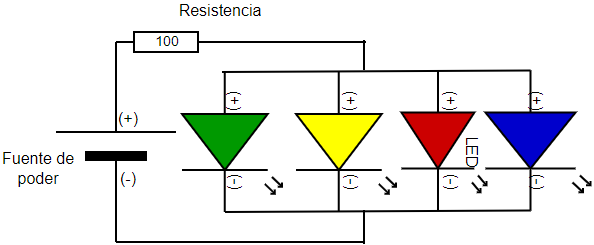 Resistencia
100
(+)
(+) (+) (+) (+)
Fuente de
poder
LED
(-)
(-) (-) (-) (-)